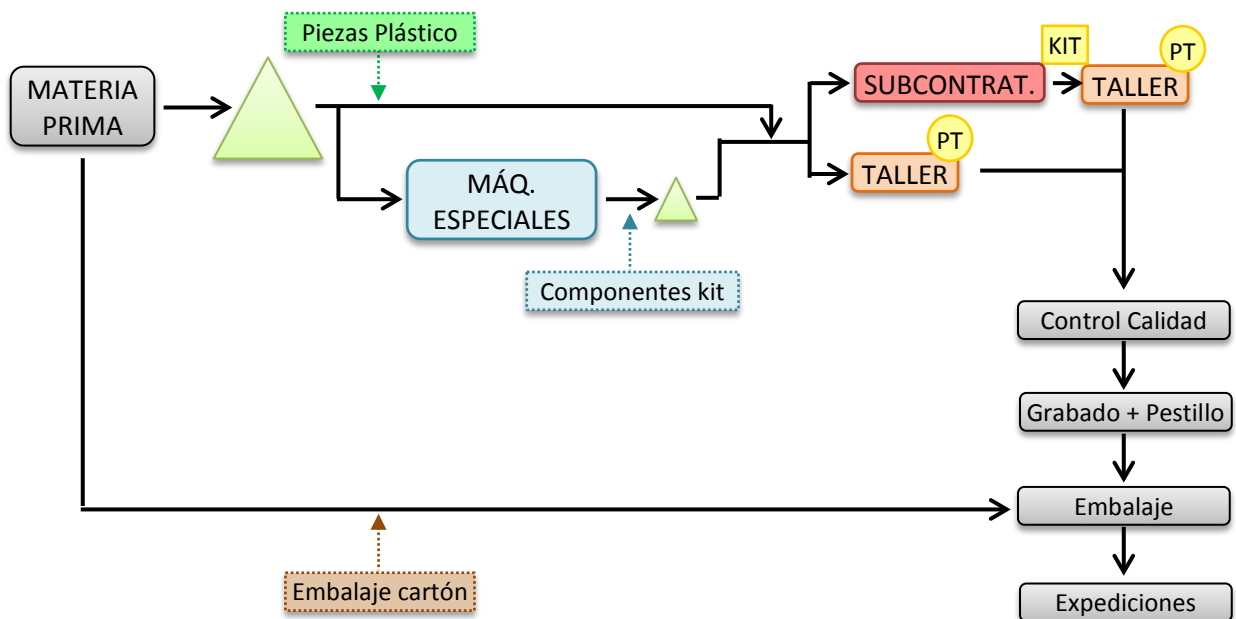 Piezas Plástico
KIT
PT
MATERIA
PRIMA
SUBCONTRAT.
TALLER
PT
TALLER
MÁQ.
ESPECIALES
Componentes kit
Control Calidad
Grabado + Pestillo
Embalaje
Embalaje cartón
Expediciones